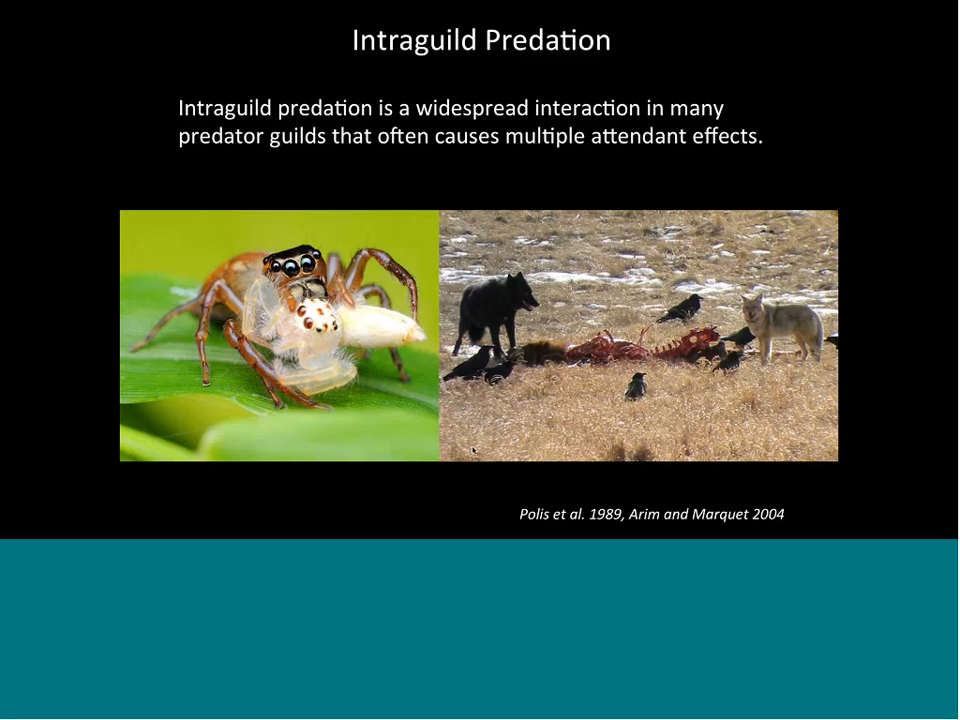 Intraguild Predation
Intraguild predation is a widespread interaction in many
predator guilds that often causes multiple attendant effects.
Polis et al. 1989, Arim and Marquet 2004